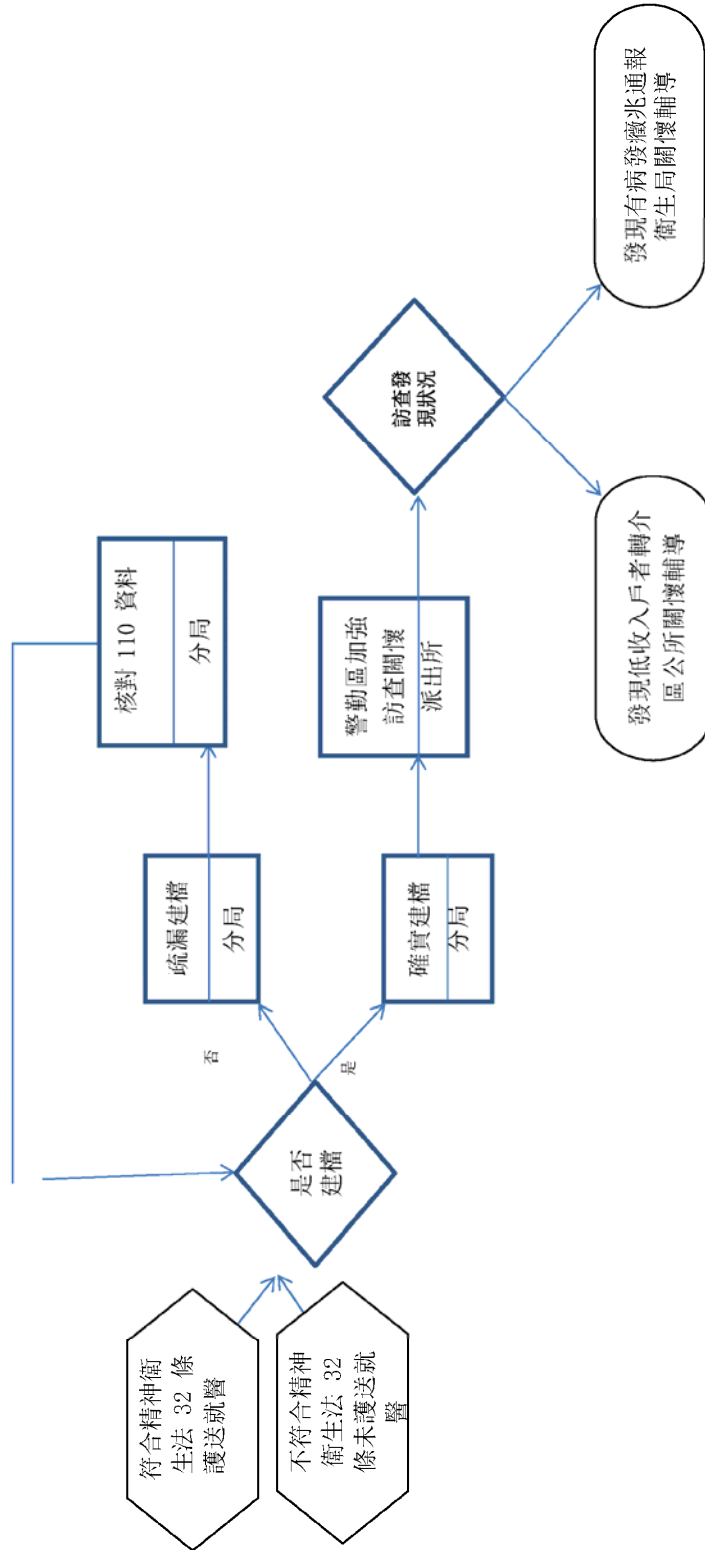 符合精神衛
生法 32 條
護送就醫
不符合精神
衛生法 32
條未護送就
醫
是否
建檔
否
是
疏漏建檔
分局
確實建檔
分局
核對 110 資料
分局
警勤區加強
訪查關懷
派出所
訪查發
現狀況
發現低收入戶者轉介
區公所關懷輔導
發現有病發徵兆通報
衛生局關懷輔導